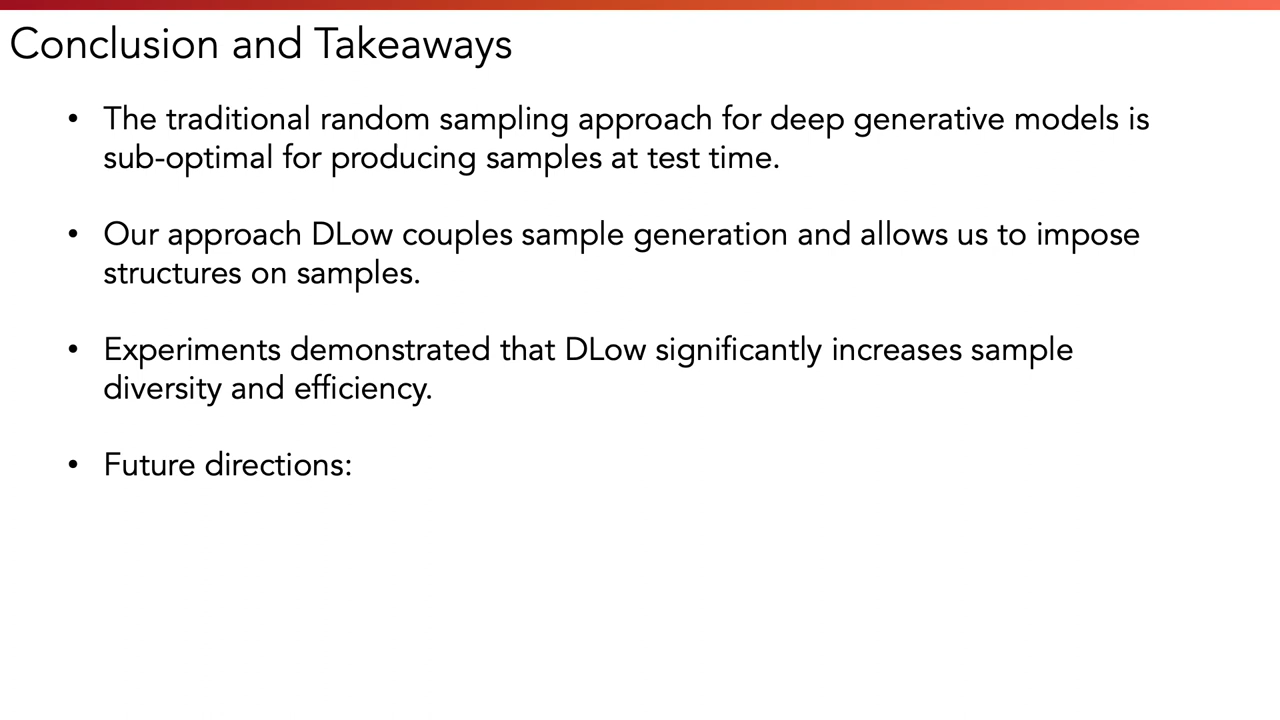 Conclusion and Takeaways
• The traditional random sampling approach for deep generative models is
sub-optimal for producing samples at test time.
• Our approach DLow couples sample generation and allows us to impose
structures on samples.
• Experiments demonstrated that DLow significantly increases sample
diversity and efficiency.
• Future directions: